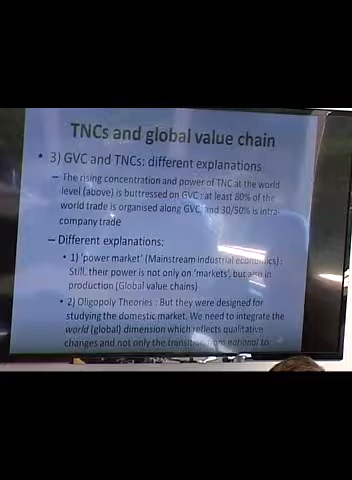 TNCs and global value chain
• 3) GVC and TNCs: different explanations
– The rising concentration and power of TNC at the world
level (above) is buttressed on GVC : at least 80% of the
world trade is organised along GVC, and 30/50% is intra-
company trade
– Different explanations:
• 1) 'power market' (Mainstream industrial economics) :
Still, their power is not only on 'markets', but also in
production (Global value chains)
• 2) Oligopoly Theories : But they were designed for
studying the domestic market. We need to integrate the
world (global) dimension which reflects qualitative
changes and not only the transition from national to